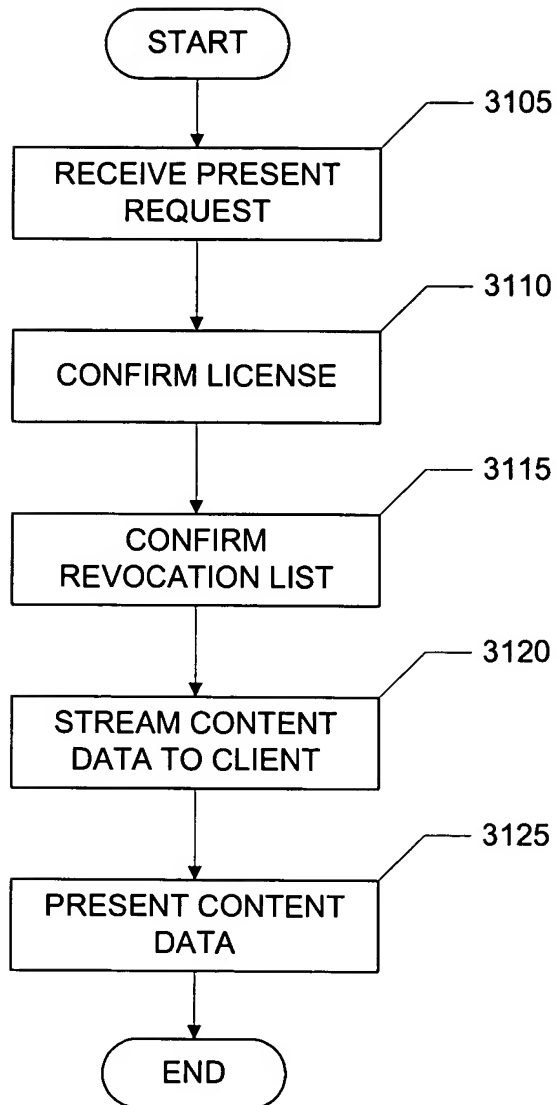 START
3105
RECEIVE PRESENT
REQUEST
3110
CONFIRM LICENSE
3115
CONFIRM
REVOCATION LIST
3120
STREAM CONTENT
DATA TO CLIENT
3125
PRESENT CONTENT
DATA
END